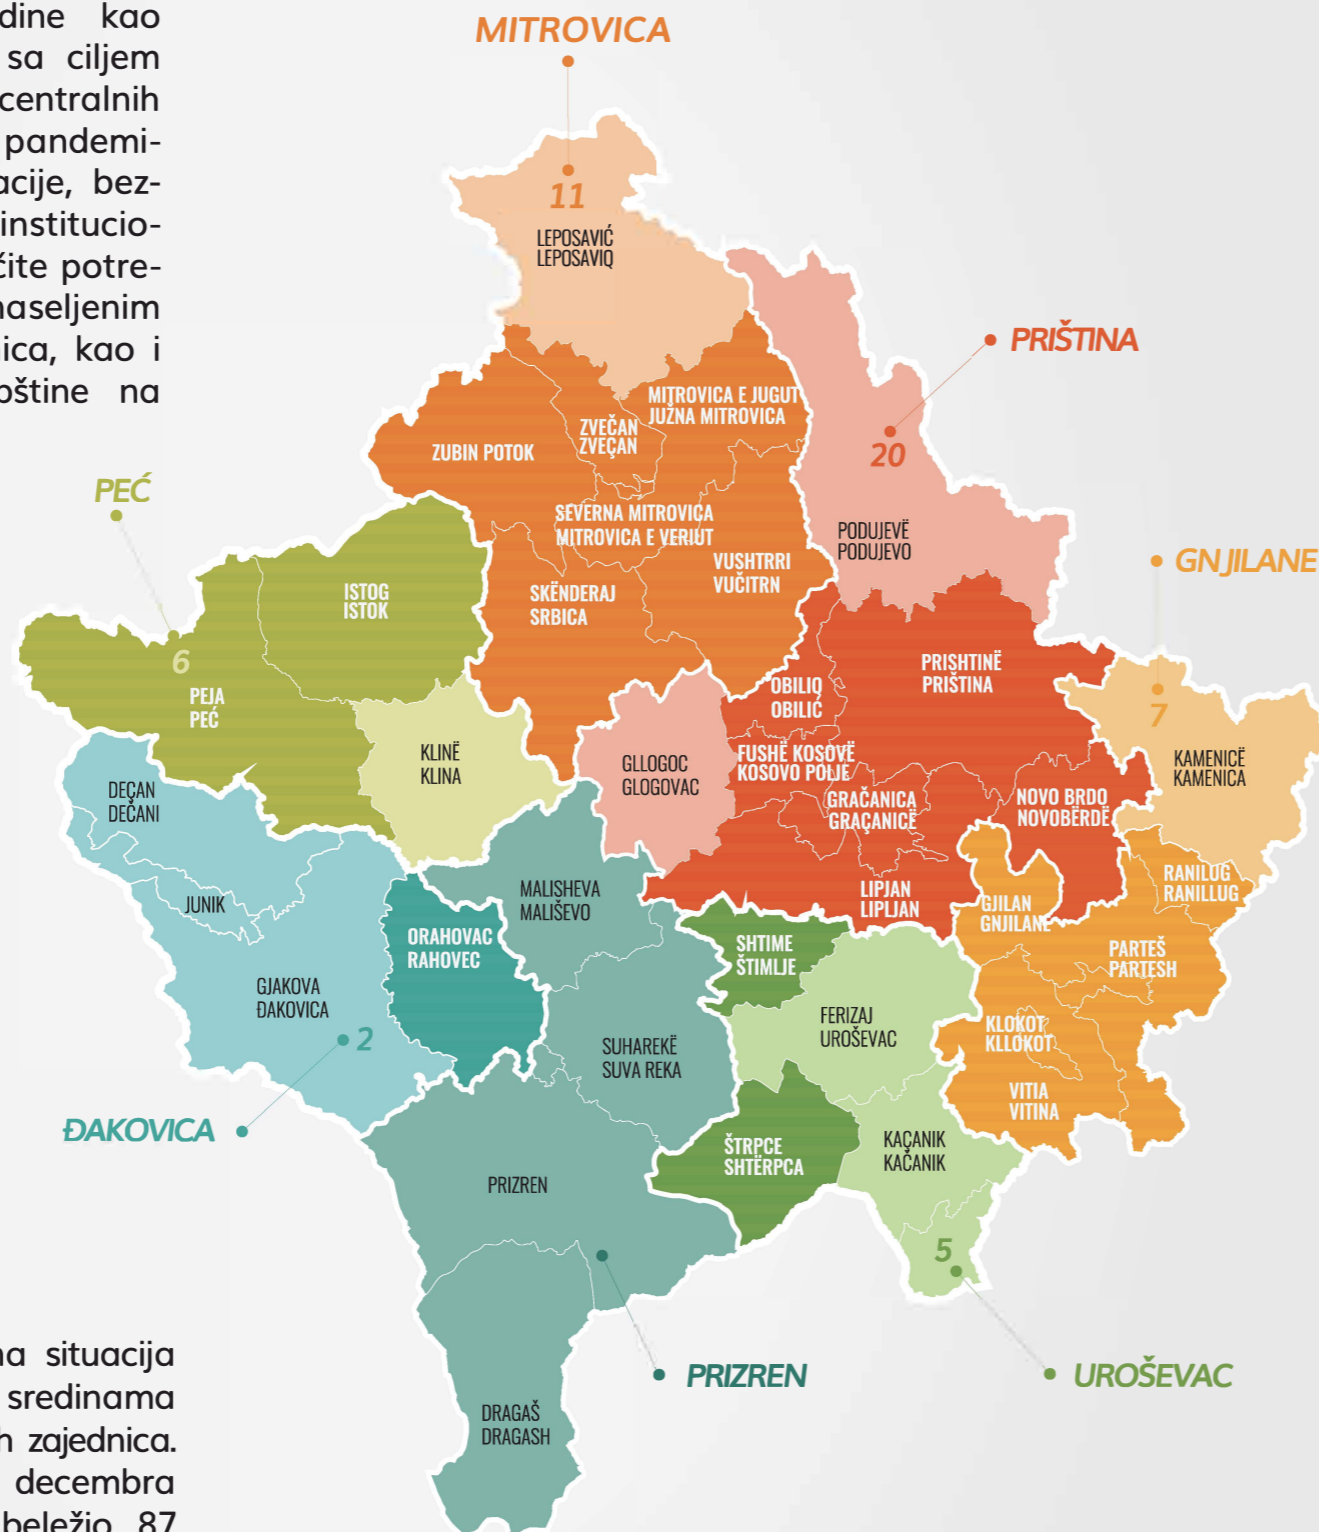 dine kao
sa ciljem
centralnih
pandemi-
acije, bez-
institucio-
čite potre-
naseljenim
nica, kao i
pštine na
MITROVICA
11
LEPOSAVIĆ
LEPOSAVIQ
PRIŠTINA
20
MITROVICA E JUGUT
JUŽNA MITROVICA
ZVEČAN
ZVEÇAN
ZUBIN POTOK
PEĆ
SEVERNA MITROVICA
MITROVICA E VERIUT
PODUJEVË
PODUJEVO
GNJILANE
VUSHTRRI
VUČITRN
ISTOG
ISTOK
SKËNDERAJ
SRBICA
6
PEJA
PEĆ
PRISHTINË
PRIŠTINA
OBILIQ
OBILIĆ
7
KAMENICË
KAMENICA
KLINË
KLINA
GLLOGOC
GLOGOVAC
FUSHË KOSOVË
KOSOVO POLJE
DEÇAN
DEČANI
GRAČANICA
GRAÇANICË
NOVO BRDO
NOVOBËRDË
JUNIK
MALISHEVA
MALIŠEVO
LIPJAN
LIPLJAN
RANILUG
RANILLUG
GJILAN
GNJILANE
ORAHOVAC
RAHOVEC
SHTIME
ŠTIMLJE
PARTEŠ
PARTESH
GJAKOVA
ĐAKOVICA
2
FERIZAJ
UROŠEVAC
KLOKOT
KLLOKOT
SUHAREKË
SUVA REKA
VITIA
VITINA
ĐAKOVICA
ŠTRPCE
SHTËRPCA
KAÇANIK
KAČANIK
PRIZREN
5
PRIZREN
UROŠEVAC
DRAGAŠ
DRAGASH
na situacija
sredinama
h zajednica.
decembra
beležio 87